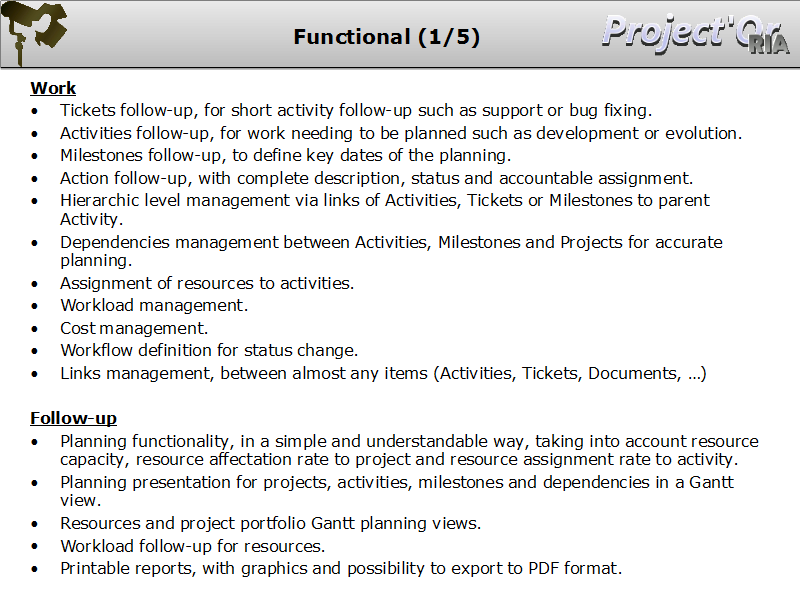 Functional (1/5)
Project'Or
RIA
Work
• Tickets follow-up, for short activity follow-up such as support or bug fixing.
• Activities follow-up, for work needing to be planned such as development or evolution.
• Milestones follow-up, to define key dates of the planning.
• Action follow-up, with complete description, status and accountable assignment.
• Hierarchic level management via links of Activities, Tickets or Milestones to parent
Activity.
• Dependencies management between Activities, Milestones and Projects for accurate
planning.
• Assignment of resources to activities.
• Workload management.
• Cost management.
• Workflow definition for status change.
• Links management, between almost any items (Activities, Tickets, Documents, …)
Follow-up
• Planning functionality, in a simple and understandable way, taking into account resource
capacity, resource affectation rate to project and resource assignment rate to activity.
• Planning presentation for projects, activities, milestones and dependencies in a Gantt
view.
• Resources and project portfolio Gantt planning views.
• Workload follow-up for resources.
• Printable reports, with graphics and possibility to export to PDF format.